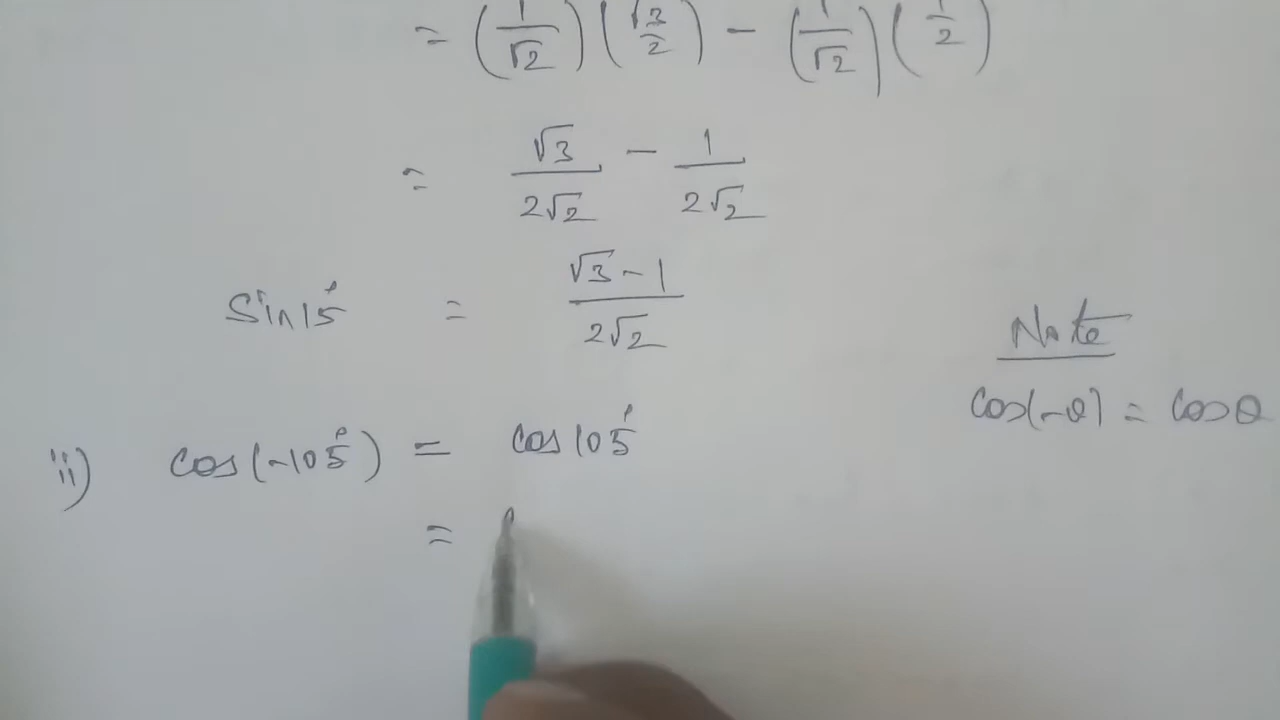 = (1/√2) (√3/2) - (1/√2) (1/2)
= √3/2√2 - 1/2√2
Sin15° = √3-1/2√2
Note
cos(-θ) = cosθ
ii) cos(-105°) = cos105°
=